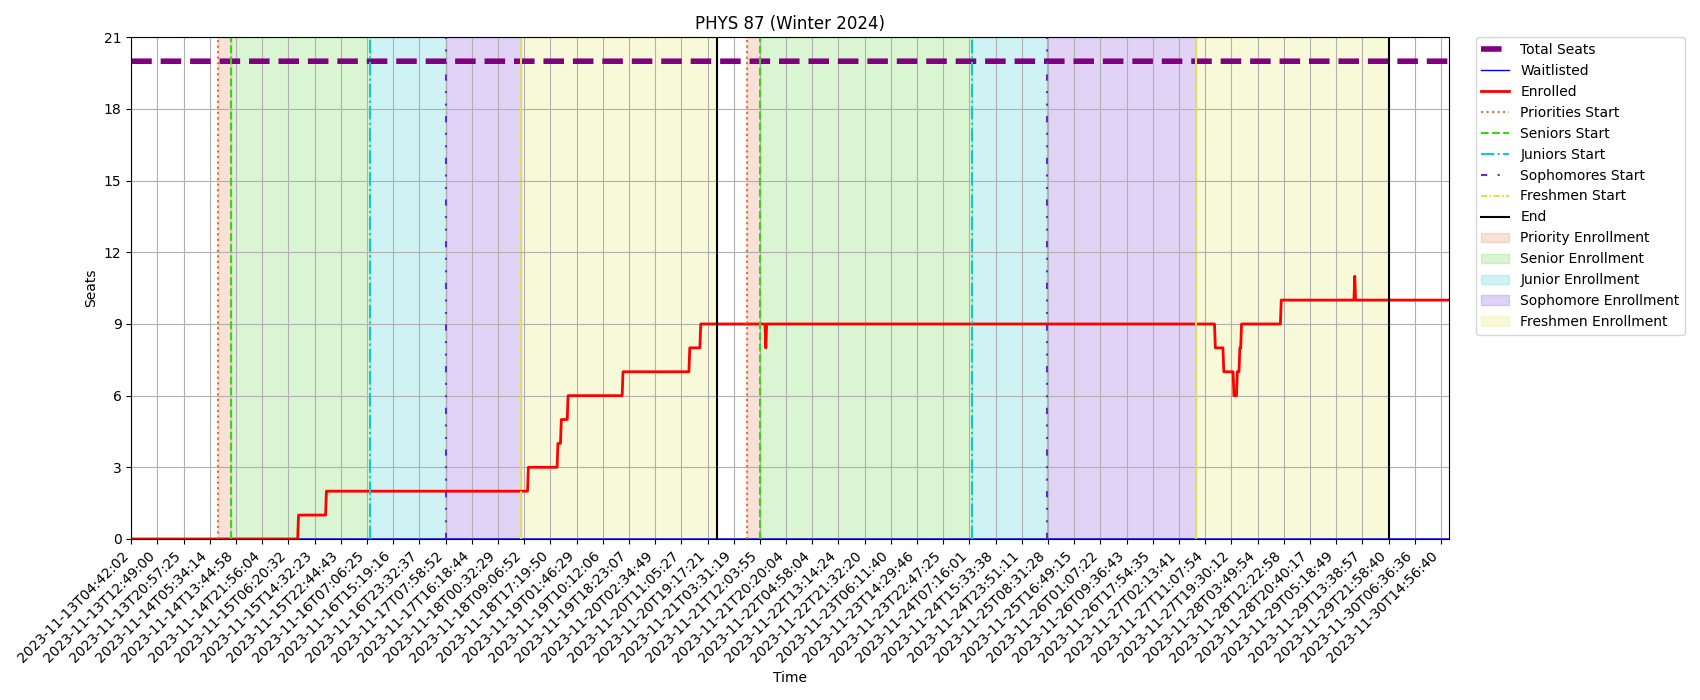 PHYS 87 (Winter 2024)
21
18
15
12
9
6
3
0
Seats
2023-11-13T04:42:02
2023-11-13T12:49:00
2023-11-13T20:57:25
2023-11-14T05:34:14
2023-11-14T13:44:58
2023-11-14T21:56:04
2023-11-15T06:20:32
2023-11-15T14:32:23
2023-11-15T22:44:43
2023-11-16T07:06:25
2023-11-16T15:19:16
2023-11-16T23:32:37
2023-11-17T07:58:52
2023-11-17T16:18:44
2023-11-18T00:32:29
2023-11-18T09:06:52
2023-11-18T17:19:50
2023-11-19T01:46:29
2023-11-19T10:12:06
2023-11-19T18:23:07
2023-11-20T02:34:49
2023-11-20T11:05:27
2023-11-20T19:17:21
2023-11-21T03:31:19
2023-11-21T12:03:55
2023-11-21T20:20:04
2023-11-22T04:58:04
2023-11-22T13:14:24
2023-11-22T21:32:20
2023-11-23T06:11:40
2023-11-23T14:29:46
2023-11-23T22:47:25
2023-11-24T07:16:01
2023-11-24T15:33:38
2023-11-24T23:51:11
2023-11-25T08:31:28
2023-11-25T16:49:15
2023-11-26T01:07:22
2023-11-26T09:36:43
2023-11-26T17:54:35
2023-11-27T02:13:41
2023-11-27T11:07:54
2023-11-27T19:30:12
2023-11-28T03:49:54
2023-11-28T12:22:58
2023-11-28T20:40:17
2023-11-29T05:18:49
2023-11-29T13:38:57
2023-11-29T21:58:40
2023-11-30T06:36:36
2023-11-30T14:56:40
Time
Total Seats
Waitlisted
Enrolled
Priorities Start
Seniors Start
Juniors Start
Sophomores Start
Freshmen Start
End
Priority Enrollment
Senior Enrollment
Junior Enrollment
Sophomore Enrollment
Freshmen Enrollment